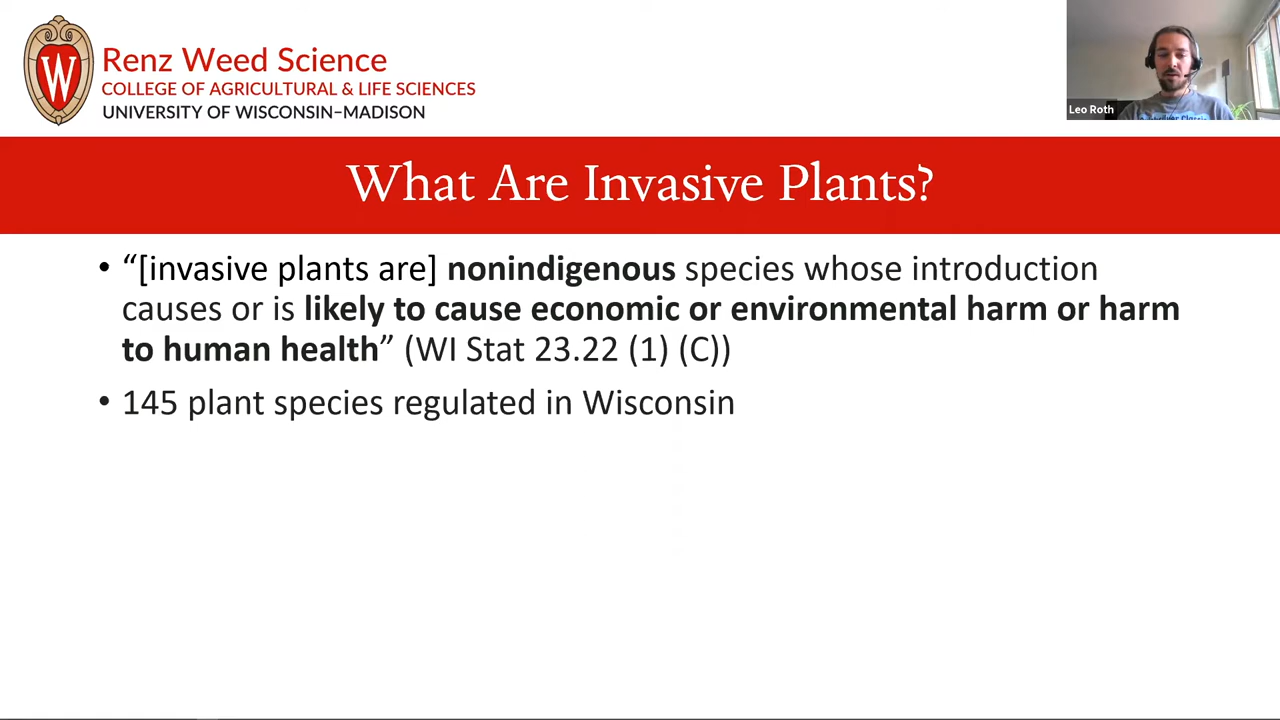 W
Renz Weed Science
COLLEGE OF AGRICULTURAL & LIFE SCIENCES
UNIVERSITY OF WISCONSIN–MADISON
Leo Roth
What Are Invasive Plants?
• “[invasive plants are] nonindigenous species whose introduction
causes or is likely to cause economic or environmental harm or harm
to human health” (WI Stat 23.22 (1) (C))
• 145 plant species regulated in Wisconsin